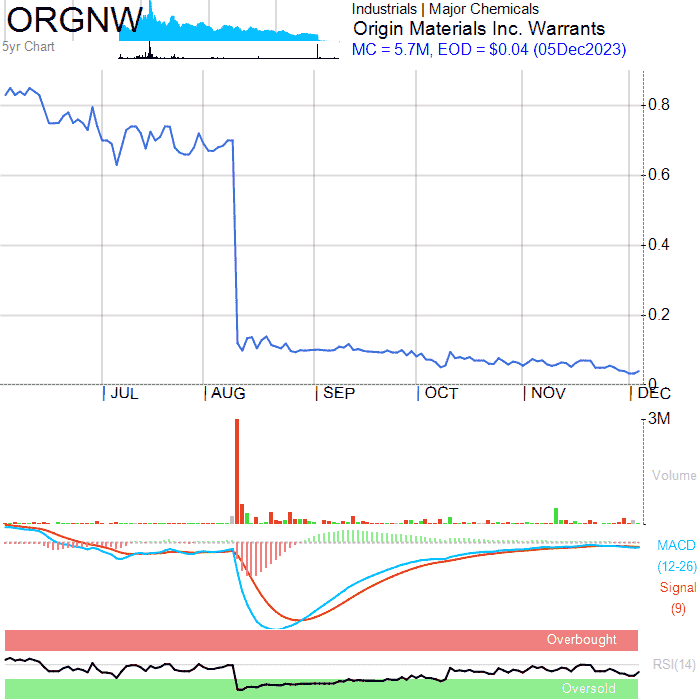 ORGNW
5yr Chart
Industrials | Major Chemicals
Origin Materials Inc. Warrants
MC = 5.7M, EOD = $0.04 (05Dec2023)
0.8
0.6
0.4
0.2
0
JUL AUG SEP OCT NOV DEC
3M
Volume
MACD
(12-26)
Signal
(9)
Overbought
RSI(14)
Oversold